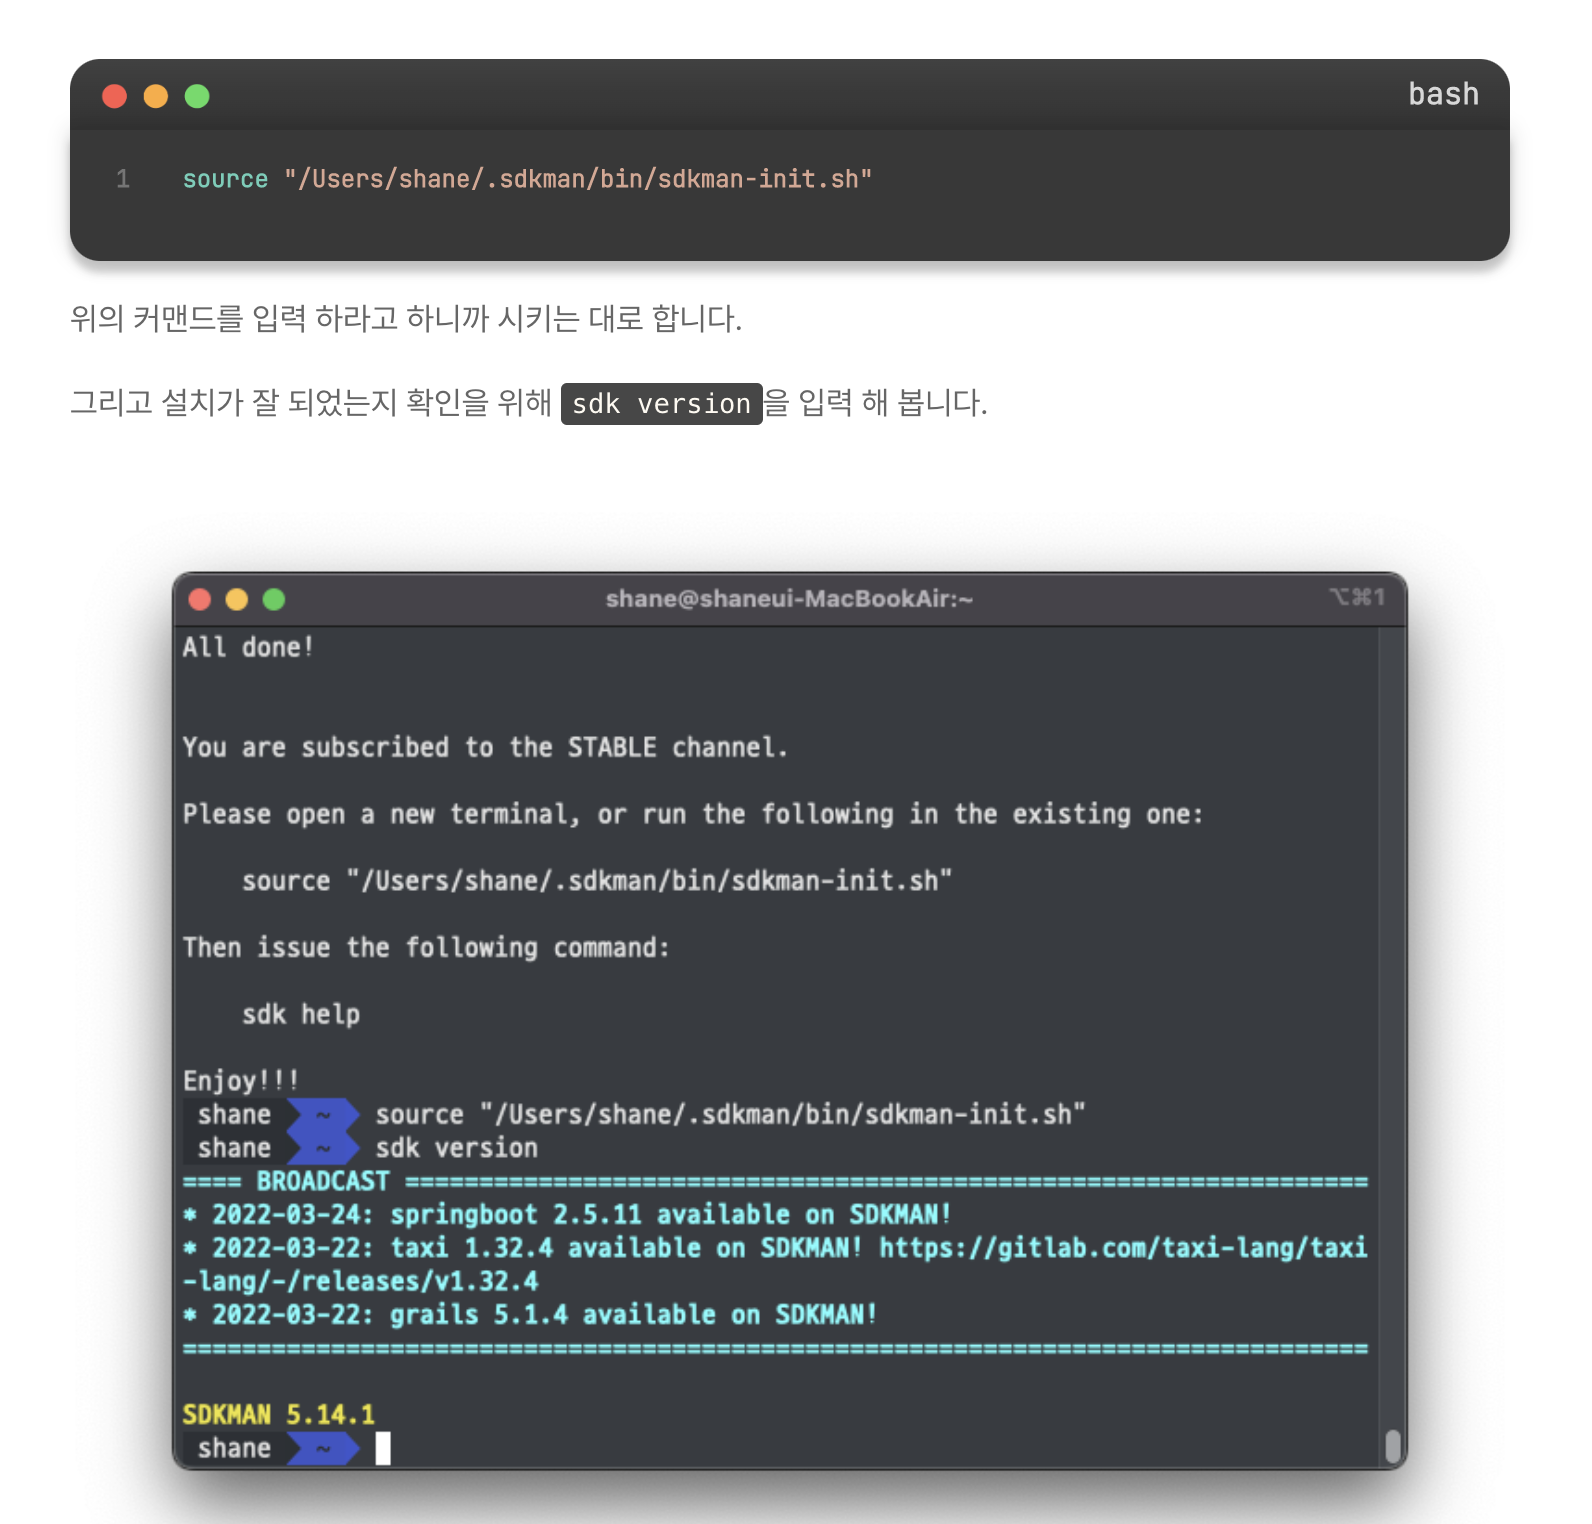 bash
1 source "/Users/shane/.sdkman/bin/sdkman-init.sh"
위의 커맨드를 입력 하라고 하니까 시키는 대로 합니다.
그리고 설치가 잘 되었는지 확인을 위해 sdk version을 입력 해 봅니다.
shane@shaneui-MacBookAir:~ ⌥⌘1
All done!
You are subscribed to the STABLE channel.
Please open a new terminal, or run the following in the existing one:
source "/Users/shane/.sdkman/bin/sdkman-init.sh"
Then issue the following command:
sdk help
Enjoy!!!
shane ~ source "/Users/shane/.sdkman/bin/sdkman-init.sh"
shane ~ sdk version
==== BROADCAST =================================================================
* 2022-03-24: springboot 2.5.11 available on SDKMAN!
* 2022-03-22: taxi 1.32.4 available on SDKMAN! https://gitlab.com/taxi-lang/taxi
-lang/-/releases/v1.32.4
* 2022-03-22: grails 5.1.4 available on SDKMAN!
================================================================================
SDKMAN 5.14.1
shane ~